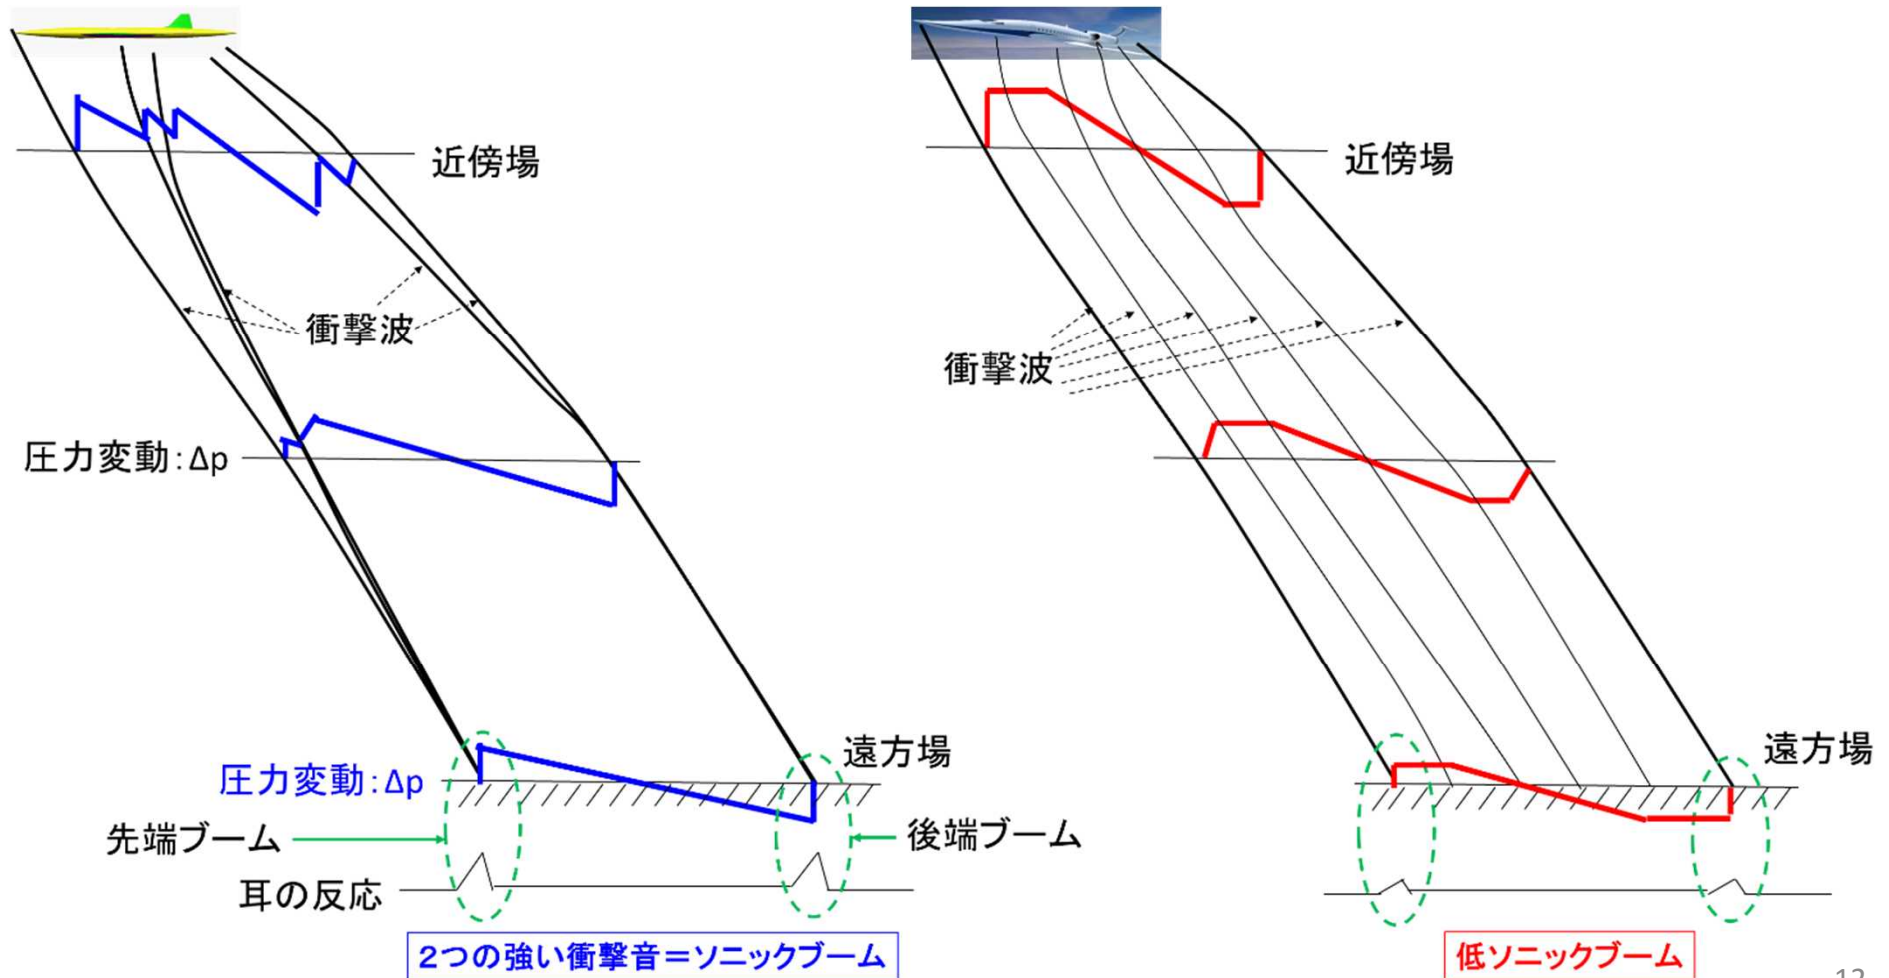 近傍場
近傍場
衝撃波
衝撃波
圧力変動:Δp
遠方場
遠方場
圧力変動:Δp
先端ブーム
後端ブーム
耳の反応
2つの強い衝撃音=ソニックブーム
低ソニックブーム
12